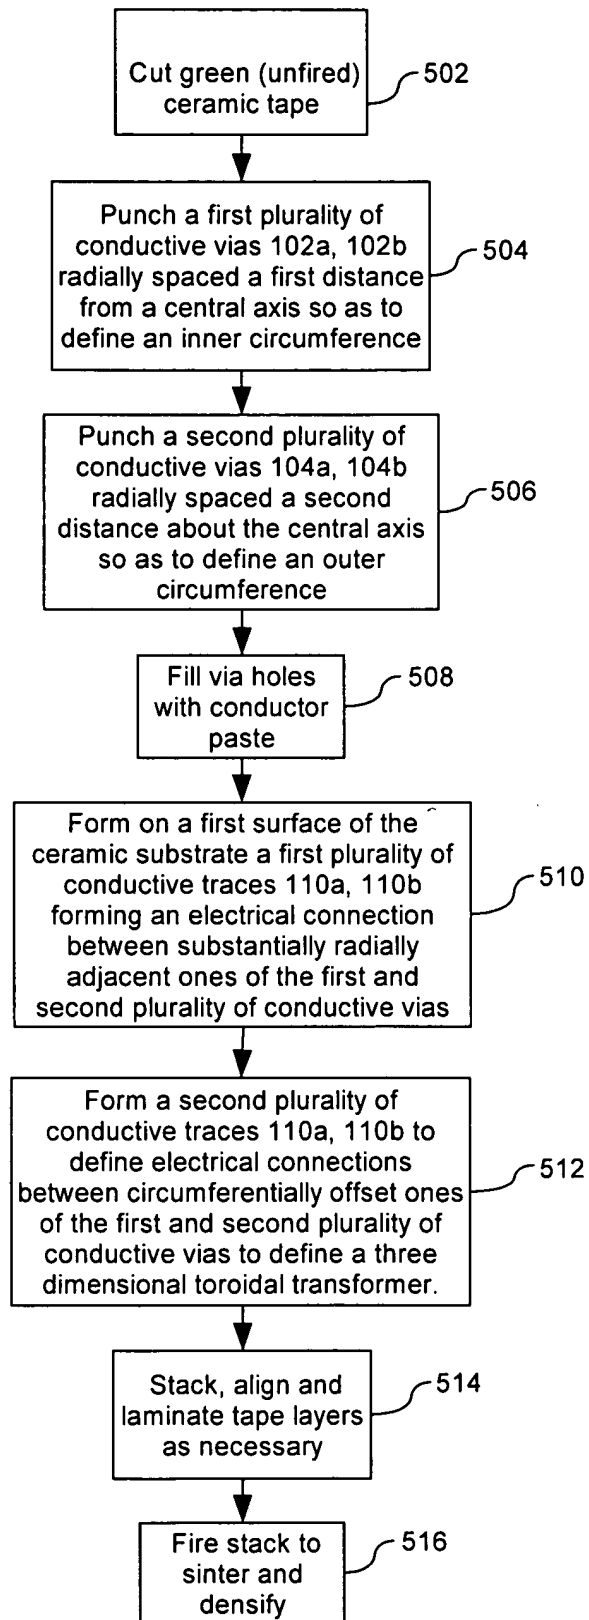 Cut green (unfired)
ceramic tape
502
Punch a first plurality of
conductive vias 102a, 102b
radially spaced a first distance
from a central axis so as to
define an inner circumference
504
Punch a second plurality of
conductive vias 104a, 104b
radially spaced a second
distance about the central axis
so as to define an outer
circumference
506
Fill via holes
with conductor
paste
508
Form on a first surface of the
ceramic substrate a first plurality of
conductive traces 110a, 110b
forming an electrical connection
between substantially radially
adjacent ones of the first and
second plurality of conductive vias
510
Form a second plurality of
conductive traces 110a, 110b to
define electrical connections
between circumferentially offset ones
of the first and second plurality of
conductive vias to define a three
dimensional toroidal transformer.
512
Stack, align and
laminate tape layers
as necessary
514
Fire stack to
sinter and
densify
516